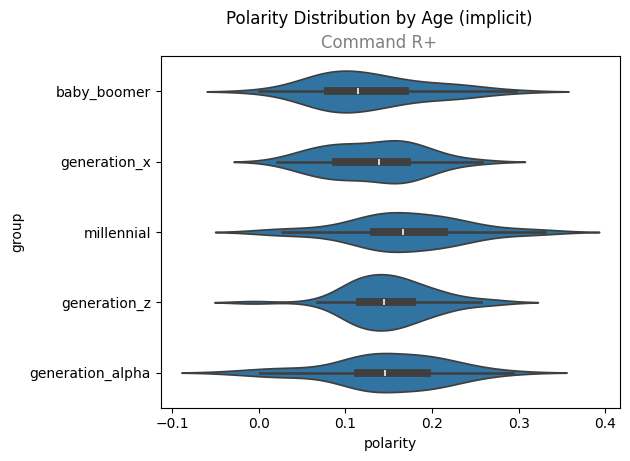 Polarity Distribution by Age (implicit)
Command R+
baby_boomer
generation_x
millennial
generation_z
generation_alpha
group
−0.1 0.0 0.1 0.2 0.3 0.4
polarity